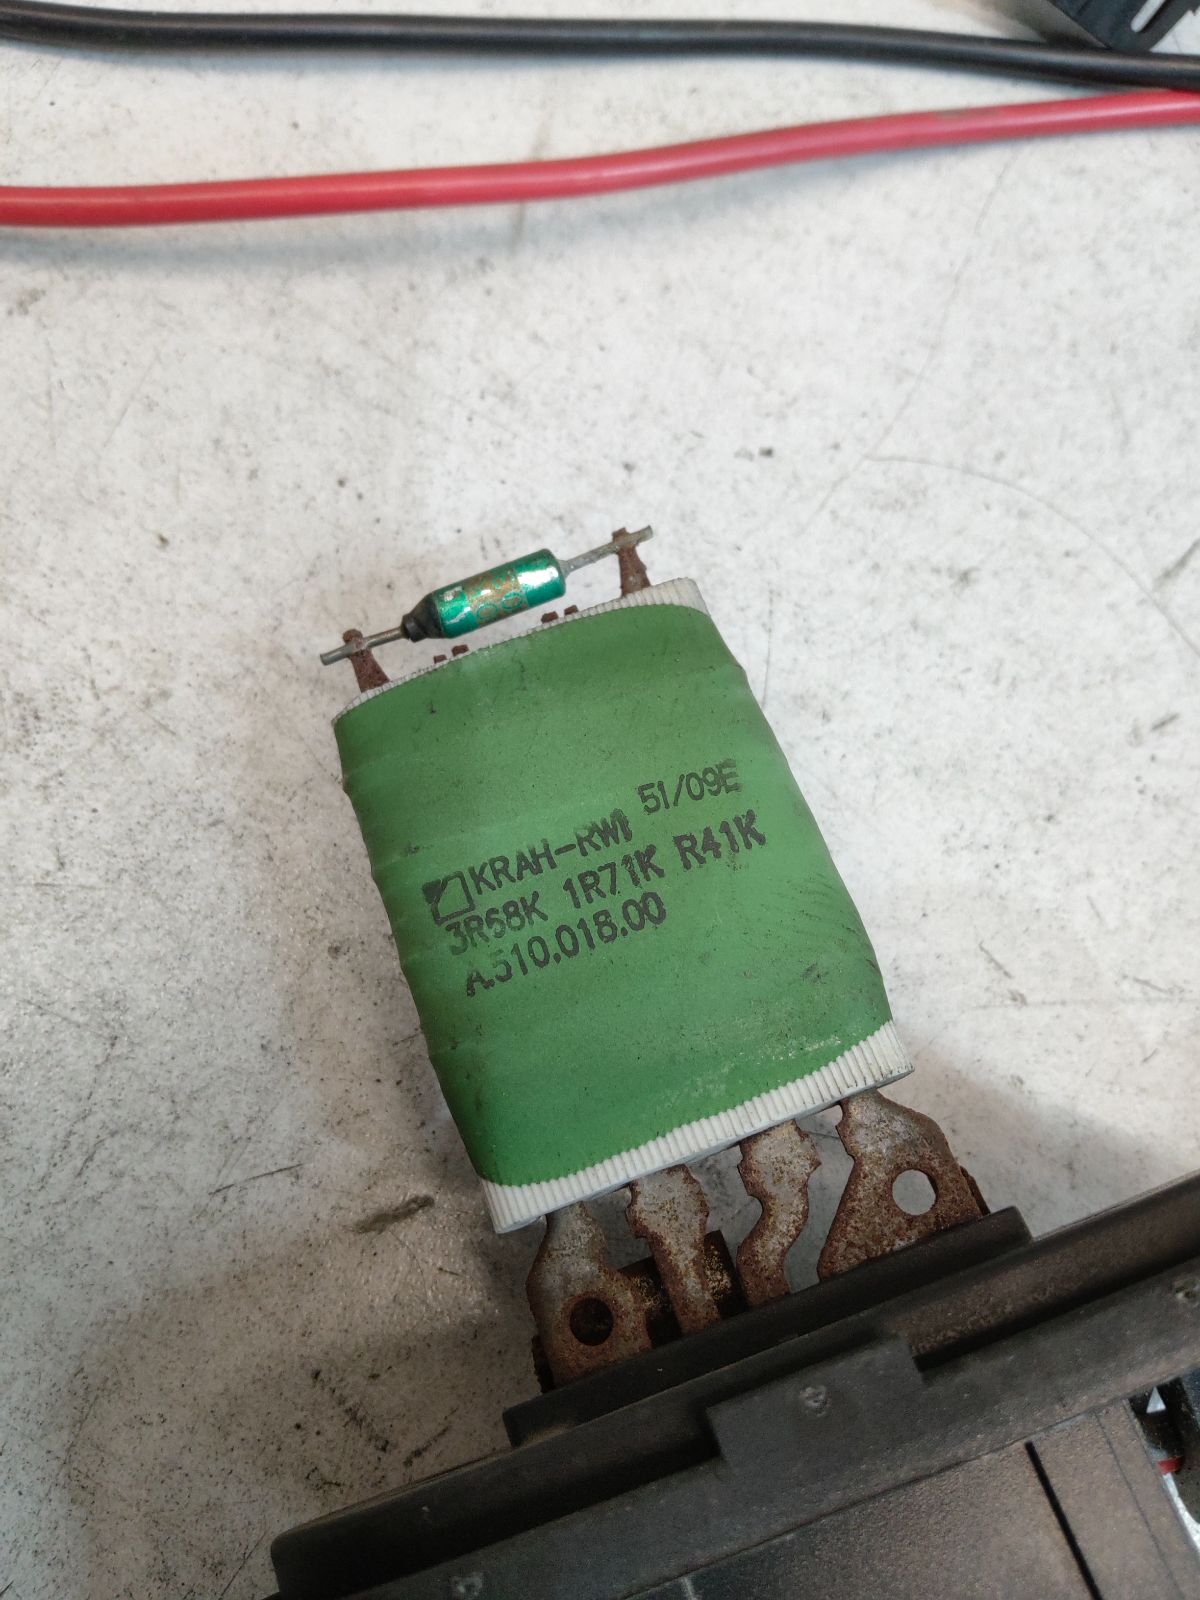 KRAH-RWI 51/09E
3R68K 1R71K R41K
A.510.018.00